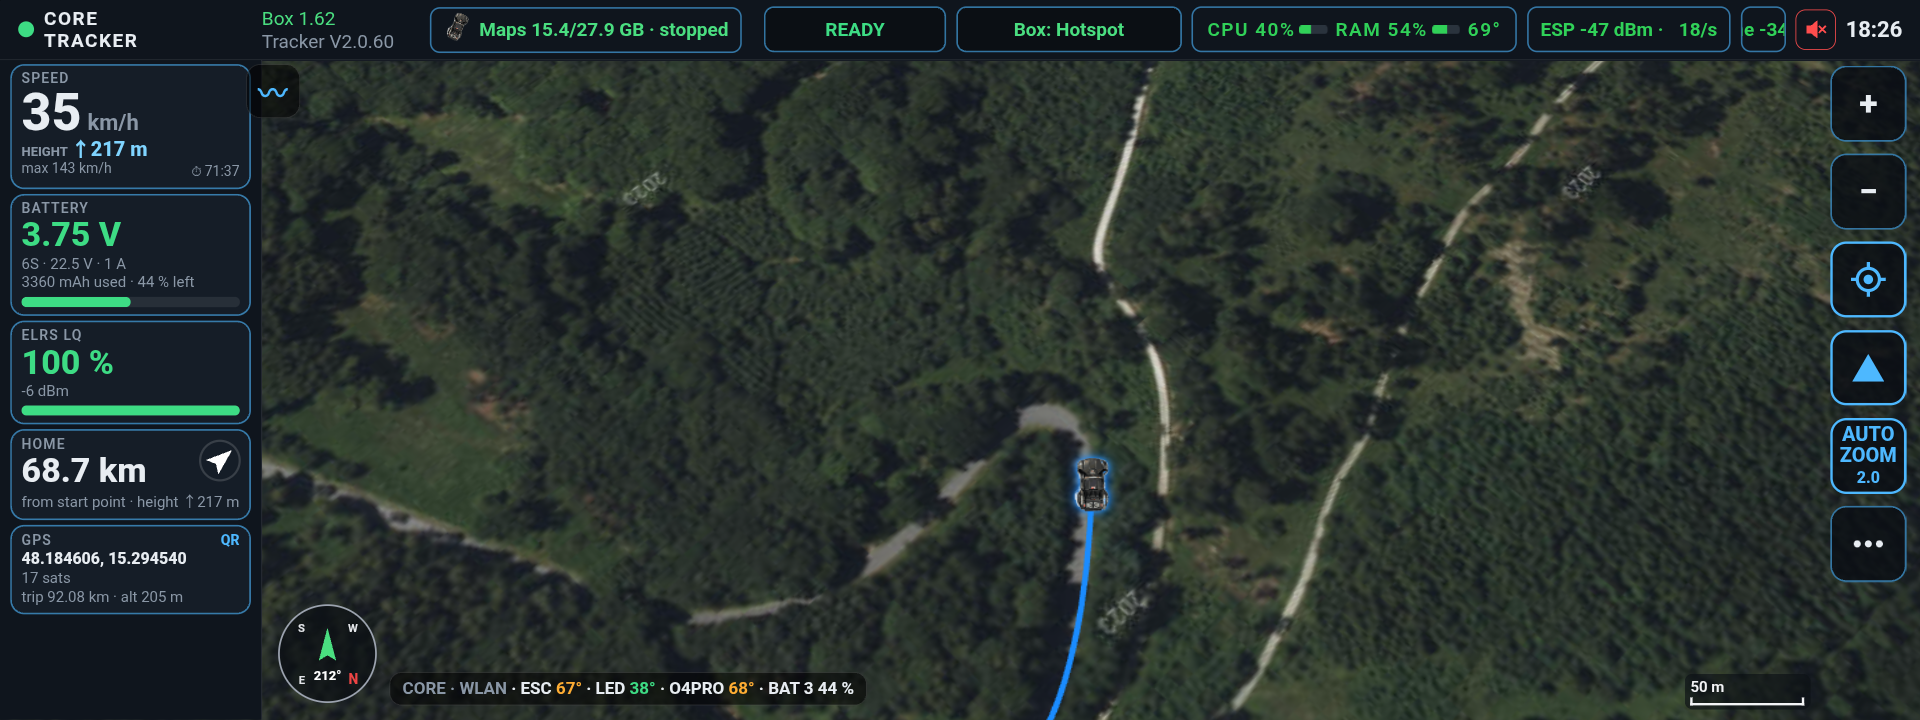 CORE
TRACKER
Box 1.62
Tracker V2.0.60
Maps 15.4/27.9 GB · stopped
READY
Box: Hotspot
CPU 40% RAM 54% 69°
ESP -47 dBm · 18/s
e -34
18:26
SPEED
35 km/h
HEIGHT ↑217 m
max 143 km/h
⏱ 71:37
BATTERY
3.75 V
6S · 22.5 V · 1 A
3360 mAh used · 44 % left
ELRS LQ
100 %
-6 dBm
HOME
68.7 km
from start point · height ↑217 m
GPS QR
48.184606, 15.294540
17 sats
trip 92.08 km · alt 205 m
2023
2023
2023
+
−
AUTO
ZOOM
2.0
•••
S W
E 212° N
CORE · WLAN · ESC 67° · LED 38° · O4PRO 68° · BAT 3 44 %
50 m